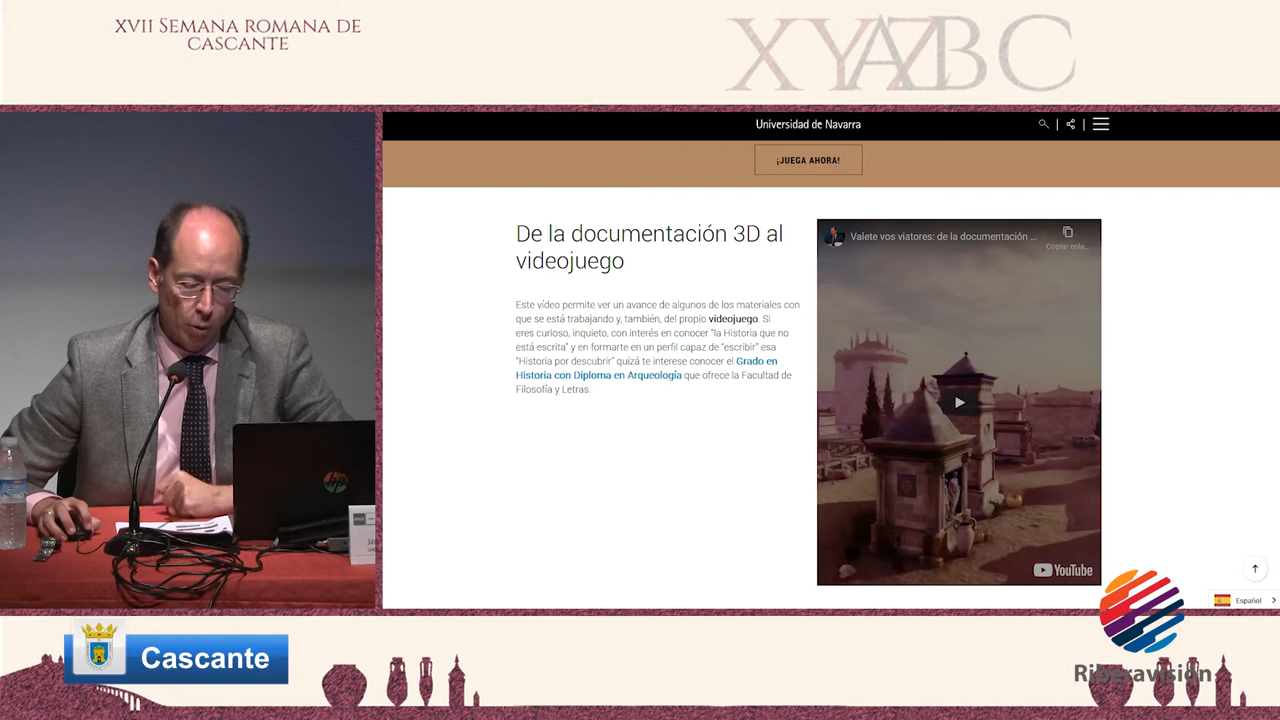 XVII SEMANA ROMANA DE
CASCANTE
XYZABC
Universidad de Navarra
¡JUEGA AHORA!
De la documentación 3D al
videojuego
Este vídeo permite ver un avance de algunos de los materiales con
que se está trabajando y, también, del propio videojuego. Si
eres curioso, inquieto, con interés en conocer "la Historia que no
está escrita" y en formarte en un perfil capaz de "escribir" esa
"Historia por descubrir" quizá te interese conocer el Grado en
Historia con Diploma en Arqueología que ofrece la Facultad de
Filosofía y Letras.
Valete vos viatores: de la documentación ...
Copiar enla...
YouTube
Español
hp
Cascante
Riberavisión